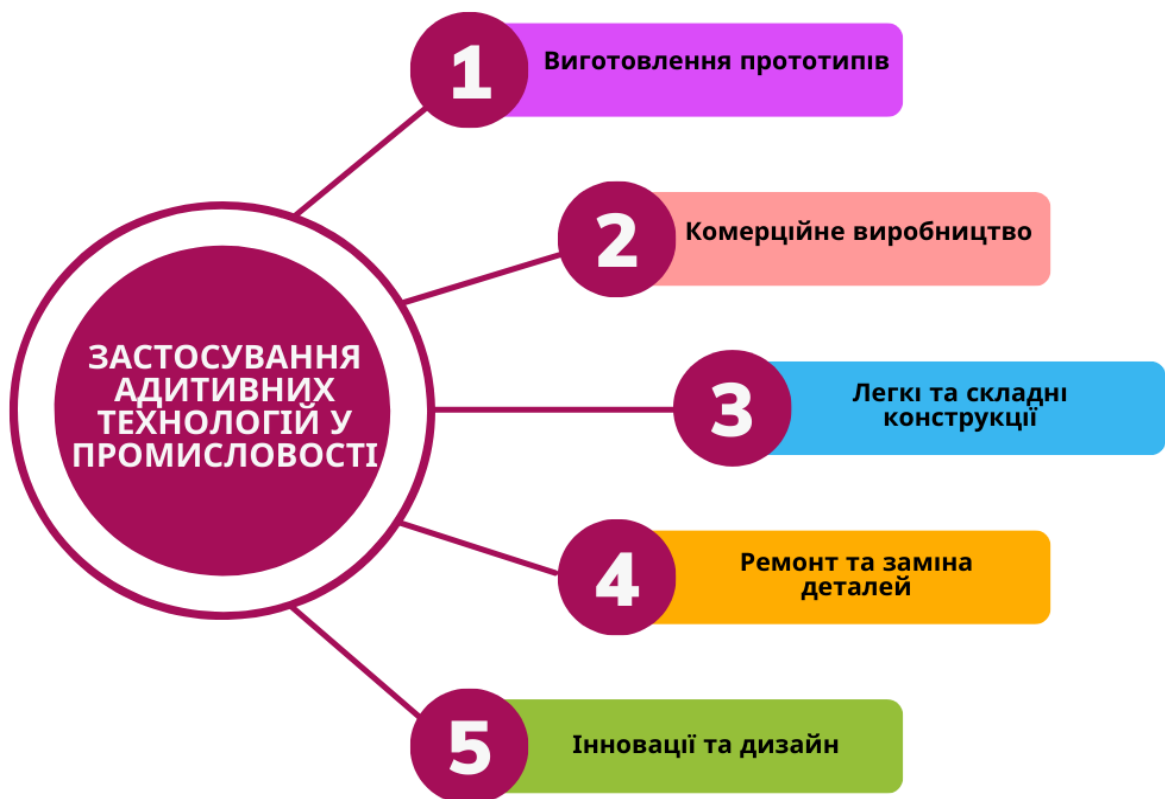 1
Виготовлення прототипів
2
Комерційне виробництво
ЗАСТОСУВАННЯ
АДИТИВНИХ
ТЕХНОЛОГІЙ У
ПРОМИСЛОВОСТІ
3
Легкі та складні
конструкції
4
Ремонт та заміна
деталей
5
Інновації та дизайн